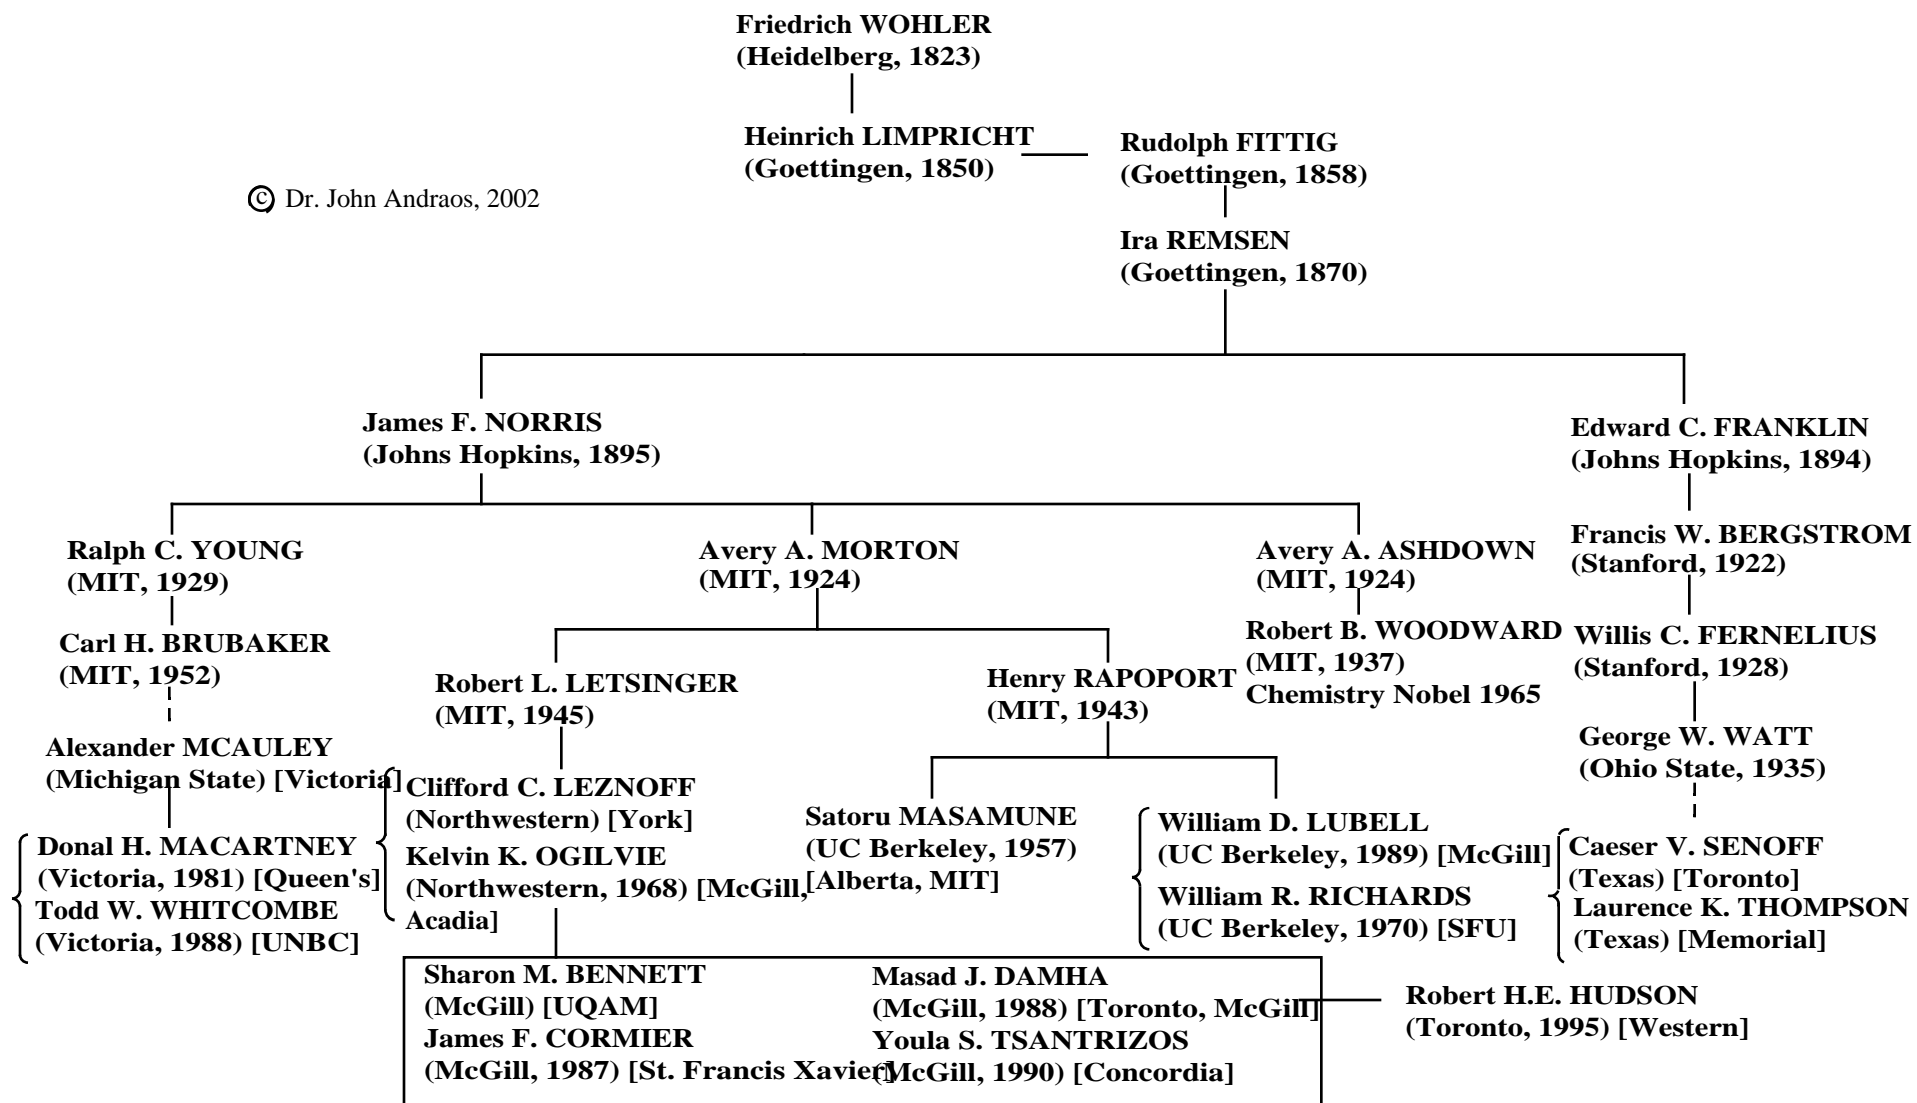 Friedrich WOHLER
(Heidelberg, 1823)
Heinrich LIMPRICHT
(Goettingen, 1850)
Rudolph FITTIG
(Goettingen, 1858)
© Dr. John Andraos, 2002
Ira REMSEN
(Goettingen, 1870)
James F. NORRIS
(Johns Hopkins, 1895)
Edward C. FRANKLIN
(Johns Hopkins, 1894)
Ralph C. YOUNG
(MIT, 1929)
Avery A. MORTON
(MIT, 1924)
Avery A. ASHDOWN
(MIT, 1924)
Francis W. BERGSTROM
(Stanford, 1922)
Carl H. BRUBAKER
(MIT, 1952)
Robert L. LETSINGER
(MIT, 1945)
Henry RAPOPORT
(MIT, 1943)
Robert B. WOODWARD
(MIT, 1937)
Chemistry Nobel 1965
Willis C. FERNELIUS
(Stanford, 1928)
Alexander MCAULEY
(Michigan State) [Victoria]
George W. WATT
(Ohio State, 1935)
Donal H. MACARTNEY
(Victoria, 1981) [Queen's]
Todd W. WHITCOMBE
(Victoria, 1988) [UNBC]
Clifford C. LEZNOFF
(Northwestern) [York]
Kelvin K. OGILVIE
(Northwestern, 1968) [McGill,
Acadia]
Satoru MASAMUNE
(UC Berkeley, 1957)
[Alberta, MIT]
William D. LUBELL
(UC Berkeley, 1989) [McGill]
William R. RICHARDS
(UC Berkeley, 1970) [SFU]
Caeser V. SENOFF
(Texas) [Toronto]
Laurence K. THOMPSON
(Texas) [Memorial]
Sharon M. BENNETT
(McGill) [UQAM]
James F. CORMIER
(McGill, 1987) [St. Francis Xavier]
Masad J. DAMHA
(McGill, 1988) [Toronto, McGill]
Youla S. TSANTRIZOS
(McGill, 1990) [Concordia]
Robert H.E. HUDSON
(Toronto, 1995) [Western]